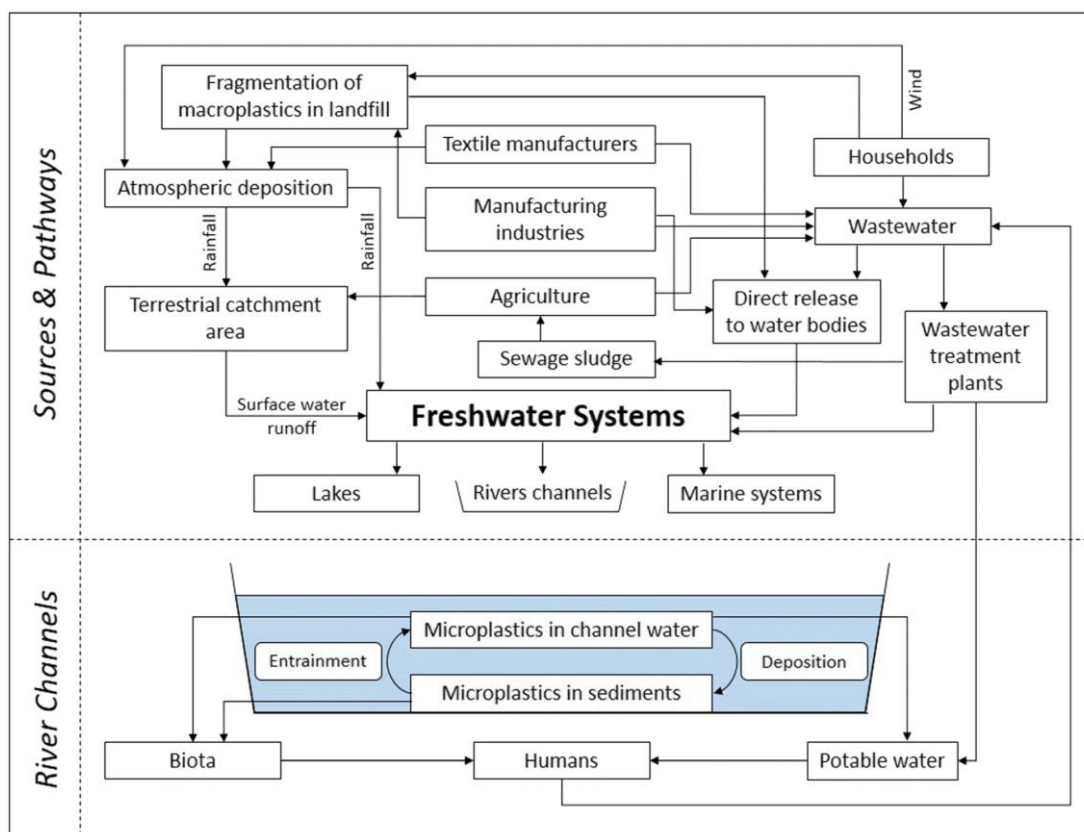 Sources & Pathways
Wind
Fragmentation of
macroplastics in landfill
Textile manufacturers
Households
Atmospheric deposition
Manufacturing
industries
Wastewater
Rainfall
Rainfall
Terrestrial catchment
area
Agriculture
Direct release
to water bodies
Wastewater
treatment
plants
Sewage sludge
Surface water
runoff
Freshwater Systems
Lakes
Rivers channels
Marine systems
River Channels
Microplastics in channel water
Entrainment
Deposition
Microplastics in sediments
Biota
Humans
Potable water